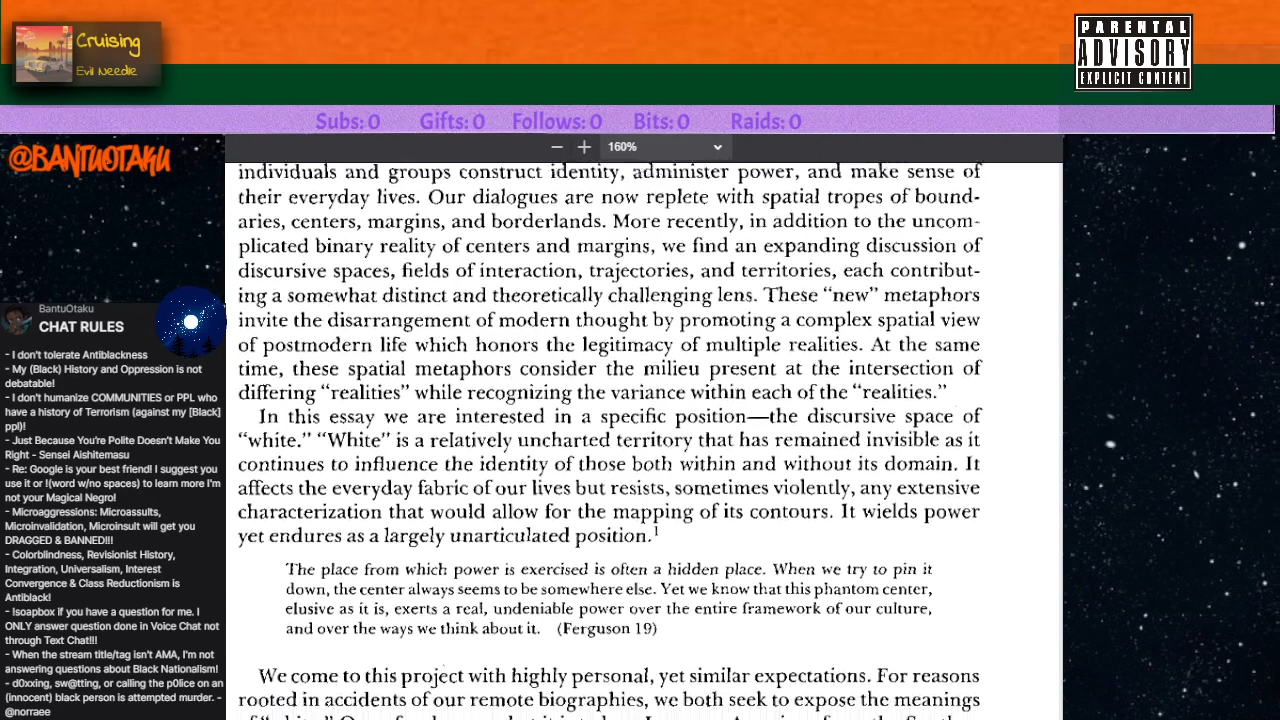 Cruising
Evil Needle
PARENTAL
ADVISORY
EXPLICIT CONTENT
Subs: 0 Gifts: 0 Follows: 0 Bits: 0 Raids: 0
@BANTUOTAKU
160%
BantuOtaku
CHAT RULES
- I don't tolerate Antiblackness
- My (Black) History and Oppression is not
debatable!
- I don't humanize COMMUNITIES or PPL who
have a history of Terrorism (against my [Black]
ppl)!
- Just Because You're Polite Doesn't Make You
Right - Sensei Aishitemasu
- Re: Google is your best friend! I suggest you
use it or !(word w/no spaces) to learn more I'm
not your Magical Negro!
- Microaggressions: Microassults,
Microinvalidation, Microinsult will get you
DRAGGED & BANNED!!!
- Colorblindness, Revisionist History,
Integration, Universalism, Interest
Convergence & Class Reductionism is
Antiblack!
- !soapbox if you have a question for me. I
ONLY answer question done in Voice Chat not
through Text Chat!!!
- When the stream title/tag isn't AMA, I'm not
answering questions about Black Nationalism!
- d0xxing, sw@tting, or calling the p0lice on an
(innocent) black person is attempted murder. -
@norraee
individuals and groups construct identity, administer power, and make sense of
their everyday lives. Our dialogues are now replete with spatial tropes of bound-
aries, centers, margins, and borderlands. More recently, in addition to the uncom-
plicated binary reality of centers and margins, we find an expanding discussion of
discursive spaces, fields of interaction, trajectories, and territories, each contribut-
ing a somewhat distinct and theoretically challenging lens. These “new” metaphors
invite the disarrangement of modern thought by promoting a complex spatial view
of postmodern life which honors the legitimacy of multiple realities. At the same
time, these spatial metaphors consider the milieu present at the intersection of
differing “realities” while recognizing the variance within each of the “realities.”
In this essay we are interested in a specific position—the discursive space of
“white.” “White” is a relatively uncharted territory that has remained invisible as it
continues to influence the identity of those both within and without its domain. It
affects the everyday fabric of our lives but resists, sometimes violently, any extensive
characterization that would allow for the mapping of its contours. It wields power
yet endures as a largely unarticulated position.1
The place from which power is exercised is often a hidden place. When we try to pin it
down, the center always seems to be somewhere else. Yet we know that this phantom center,
elusive as it is, exerts a real, undeniable power over the entire framework of our culture,
and over the ways we think about it. (Ferguson 19)
We come to this project with highly personal, yet similar expectations. For reasons
rooted in accidents of our remote biographies, we both seek to expose the meanings